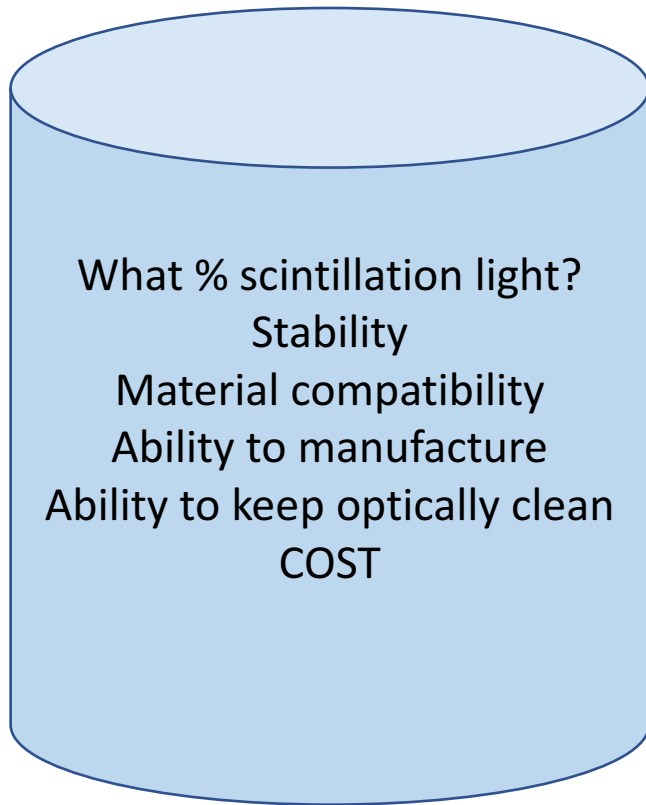 What % scintillation light?
Stability
Material compatibility
Ability to manufacture
Ability to keep optically clean
COST